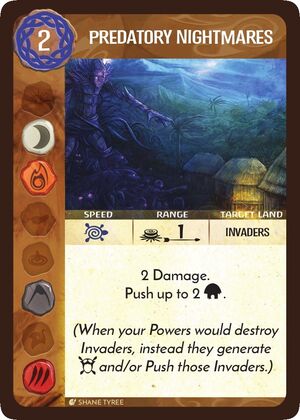 2
PREDATORY NIGHTMARES
SPEED RANGE TARGET LAND
1 INVADERS
2 Damage.
Push up to 2
(When your Powers would destroy
Invaders, instead they generate
and/or Push those Invaders.)
SHANE TYREE